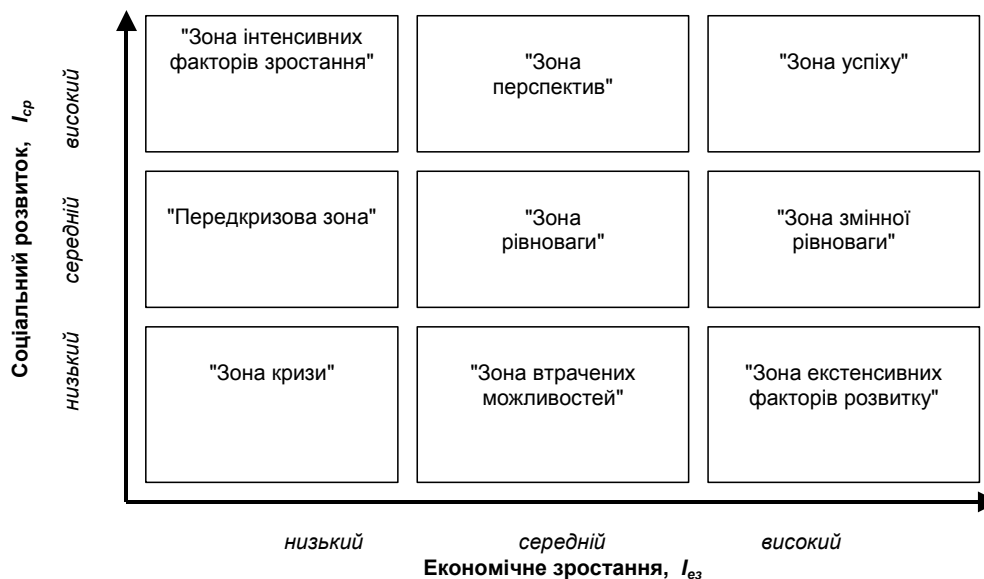 Соціальний розвиток, Iср
високий
середній
низький
"Зона інтенсивних
факторів зростання"
"Зона
перспектив"
"Зона успіху"
"Передкризова зона"
"Зона
рівноваги"
"Зона змінної
рівноваги"
"Зона кризи"
"Зона втрачених
можливостей"
"Зона екстенсивних
факторів розвитку"
низький
середній
високий
Економічне зростання, Iез